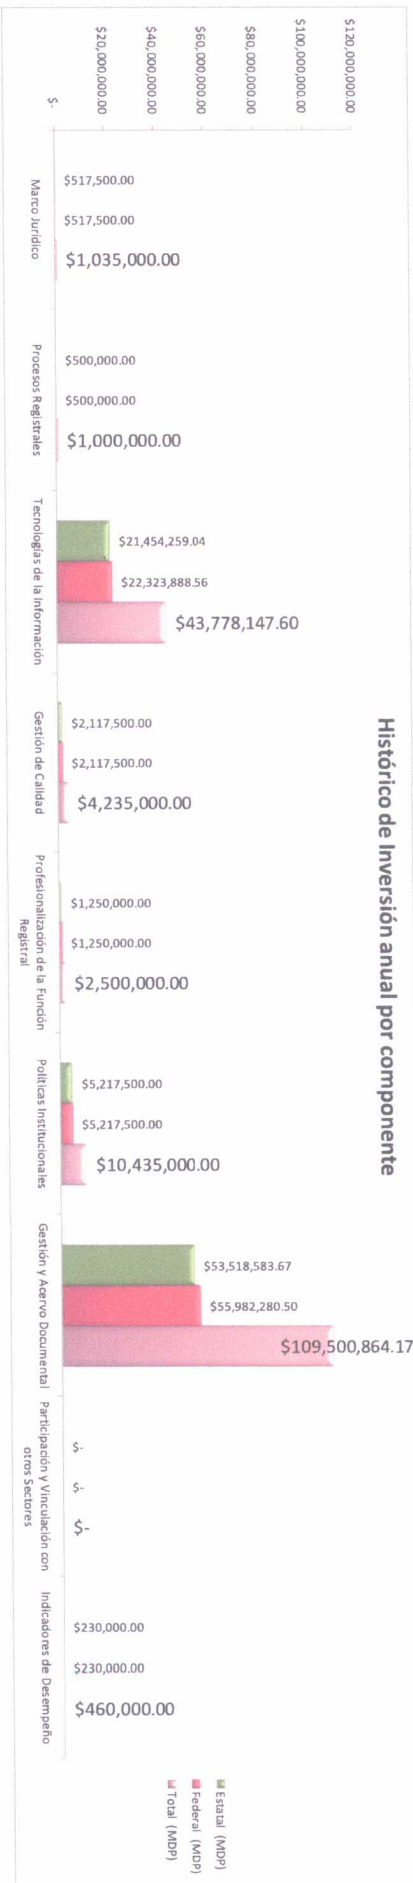 Histórico de Inversión anual por componente
$120,000,000.00
$100,000,000.00
$80,000,000.00
$60,000,000.00
$40,000,000.00
$20,000,000.00
$-
$517,500.00
$517,500.00
$1,035,000.00
$500,000.00
$500,000.00
$1,000,000.00
$21,454,259.04
$22,323,888.56
$43,778,147.60
$2,117,500.00
$2,117,500.00
$4,235,000.00
$1,250,000.00
$1,250,000.00
$2,500,000.00
$5,217,500.00
$5,217,500.00
$10,435,000.00
$53,518,583.67
$55,982,280.50
$109,500,864.17
$-
$-
$-
$230,000.00
$230,000.00
$460,000.00
Marco Jurídico
Procesos Registrales
Tecnologías de la Información
Gestión de Calidad
Profesionalización de la Función
Registral
Políticas Institucionales
Gestión y Acervo Documental
Participación y Vinculación con
otros Sectores
Indicadores de Desempeño
Estatal (MDP)
Federal (MDP)
Total (MDP)